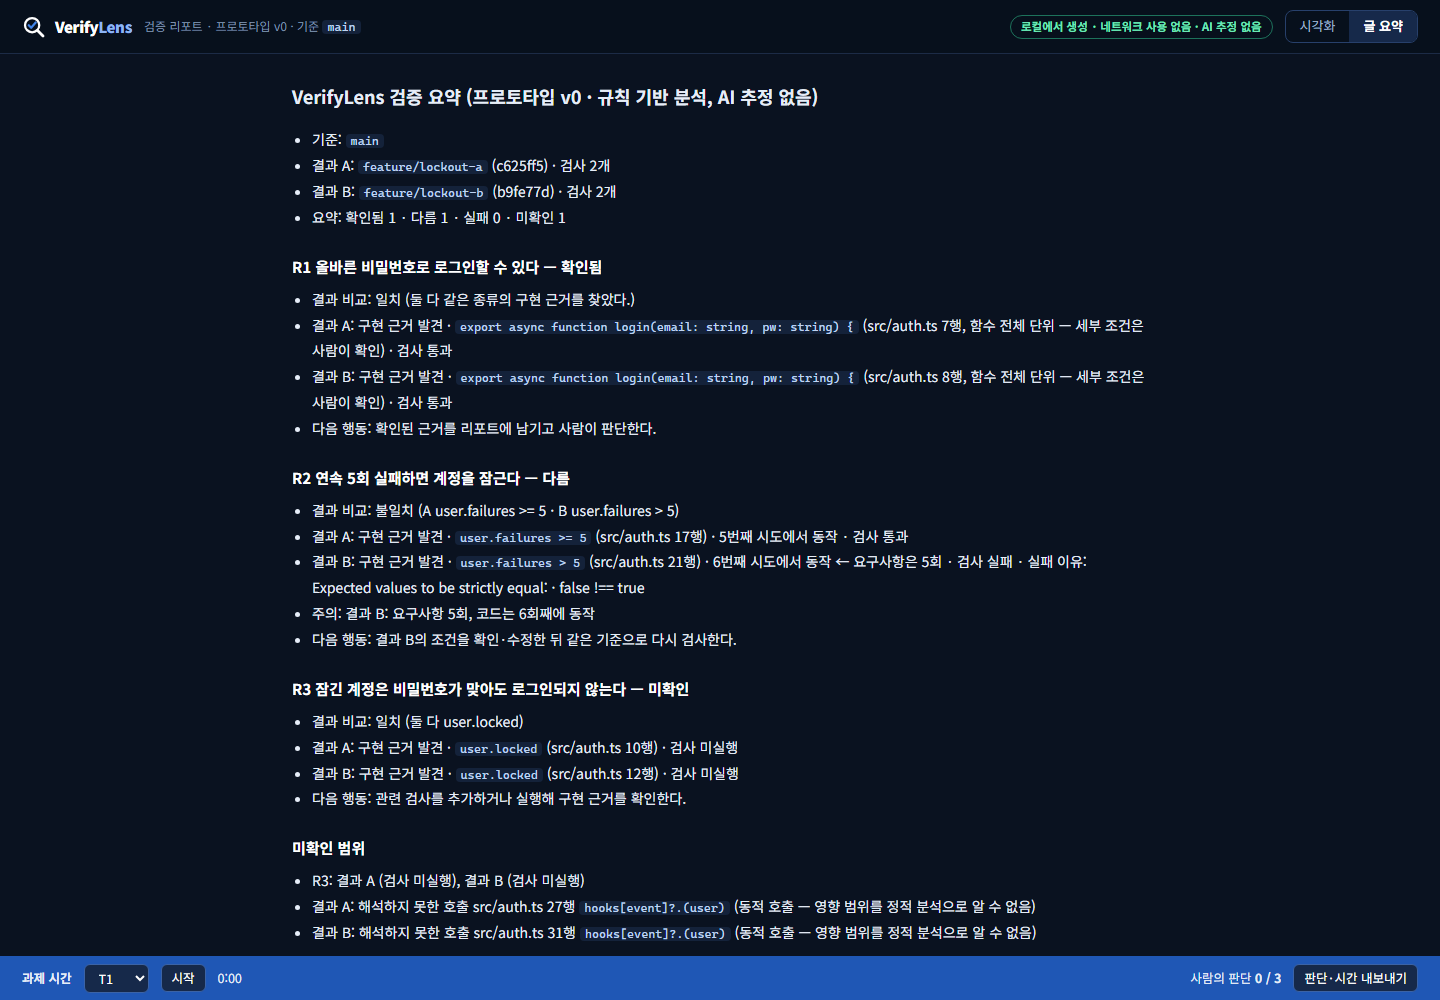 VerifyLens 검증 리포트 · 프로토타입 v0 · 기준 main
로컬에서 생성 · 네트워크 사용 없음 · AI 추정 없음
시각화 글 요약
VerifyLens 검증 요약 (프로토타입 v0 · 규칙 기반 분석, AI 추정 없음)
• 기준: main
• 결과 A: feature/lockout-a (c625ff5) · 검사 2개
• 결과 B: feature/lockout-b (b9fe77d) · 검사 2개
• 요약: 확인됨 1 · 다름 1 · 실패 0 · 미확인 1
R1 올바른 비밀번호로 로그인할 수 있다 — 확인됨
• 결과 비교: 일치 (둘 다 같은 종류의 구현 근거를 찾았다.)
• 결과 A: 구현 근거 발견 · export async function login(email: string, pw: string) { (src/auth.ts 7행, 함수 전체 단위 — 세부 조건은
사람이 확인) · 검사 통과
• 결과 B: 구현 근거 발견 · export async function login(email: string, pw: string) { (src/auth.ts 8행, 함수 전체 단위 — 세부 조건은
사람이 확인) · 검사 통과
• 다음 행동: 확인된 근거를 리포트에 남기고 사람이 판단한다.
R2 연속 5회 실패하면 계정을 잠근다 — 다름
• 결과 비교: 불일치 (A user.failures >= 5 · B user.failures > 5)
• 결과 A: 구현 근거 발견 · user.failures >= 5 (src/auth.ts 17행) · 5번째 시도에서 동작 · 검사 통과
• 결과 B: 구현 근거 발견 · user.failures > 5 (src/auth.ts 21행) · 6번째 시도에서 동작 ← 요구사항은 5회 · 검사 실패 · 실패 이유:
Expected values to be strictly equal: · false !== true
• 주의: 결과 B: 요구사항 5회, 코드는 6회째에 동작
• 다음 행동: 결과 B의 조건을 확인·수정한 뒤 같은 기준으로 다시 검사한다.
R3 잠긴 계정은 비밀번호가 맞아도 로그인되지 않는다 — 미확인
• 결과 비교: 일치 (둘 다 user.locked)
• 결과 A: 구현 근거 발견 · user.locked (src/auth.ts 10행) · 검사 미실행
• 결과 B: 구현 근거 발견 · user.locked (src/auth.ts 12행) · 검사 미실행
• 다음 행동: 관련 검사를 추가하거나 실행해 구현 근거를 확인한다.
미확인 범위
• R3: 결과 A (검사 미실행), 결과 B (검사 미실행)
• 결과 A: 해석하지 못한 호출 src/auth.ts 27행 hooks[event]?.(user) (동적 호출 — 영향 범위를 정적 분석으로 알 수 없음)
• 결과 B: 해석하지 못한 호출 src/auth.ts 31행 hooks[event]?.(user) (동적 호출 — 영향 범위를 정적 분석으로 알 수 없음)
과제 시간 T1 시작 0:00 사람의 판단 0 / 3 판단·시간 내보내기